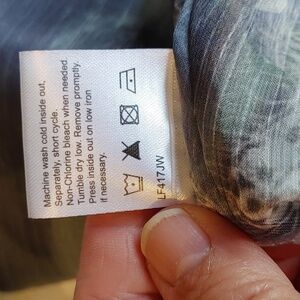 Machine wash cold inside out,
Separately, short cycle.
Non-Chlorine bleach when needed.
Tumble dry low. Remove promptly.
Press inside out on low iron
if necessary.
LF417JW